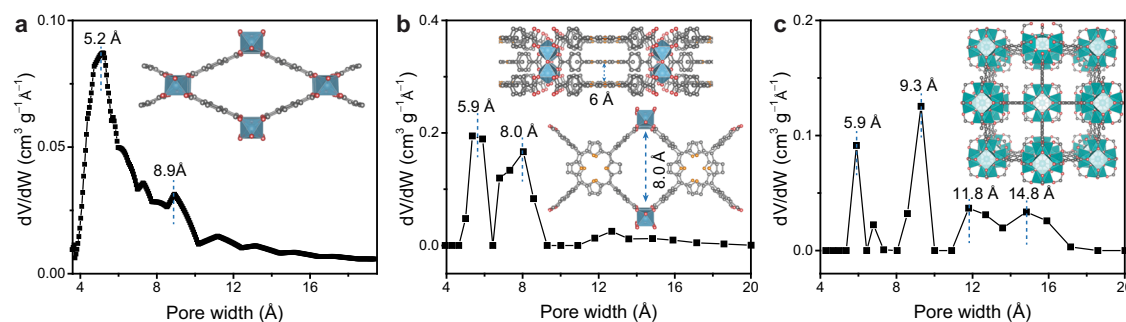 a
0.10
0.05
0.00
dV/dW (cm³ g⁻¹ Å⁻¹)
5.2 Å
8.9Å
4 8 12 16
Pore width (Å)
b
0.4
0.2
0.0
dV/dW (cm³ g⁻¹ Å⁻¹)
6 Å
5.9 Å
8.0 Å
8.0 Å
4 8 12 16 20
Pore width (Å)
c
0.2
0.1
0.0
dV/dW (cm³ g⁻¹ Å⁻¹)
9.3 Å
5.9 Å
11.8 Å
14.8 Å
4 8 12 16 20
Pore width (Å)